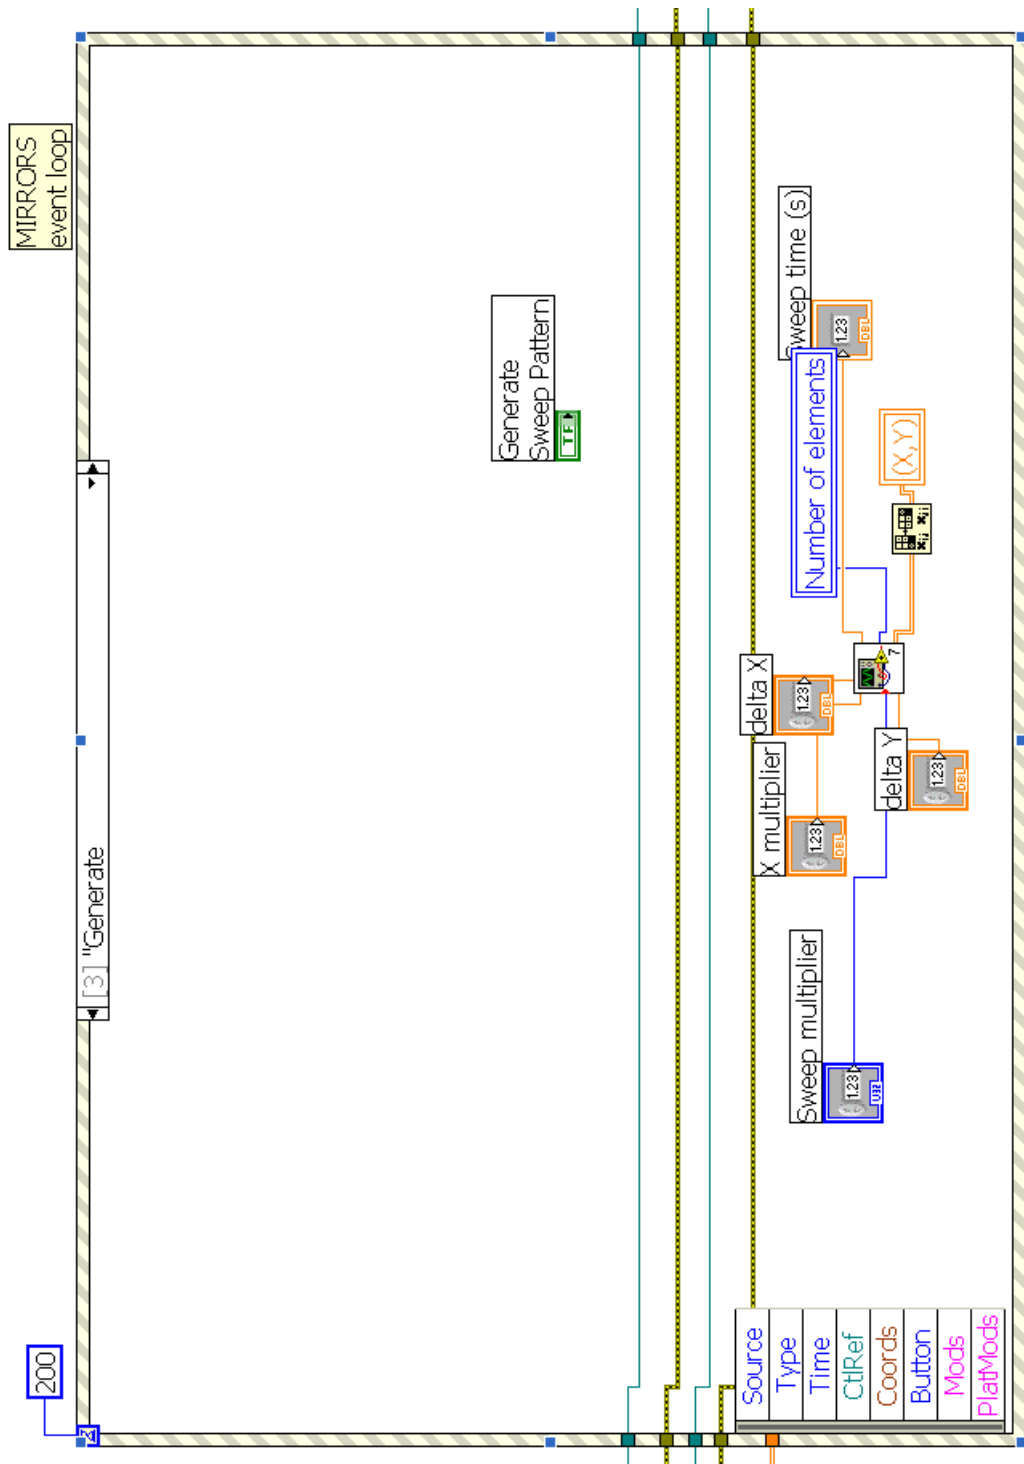 200
MIRRORS
event loop
[3] "Generate
Generate
Sweep Pattern
TF
Source
Type
Time
CtlRef
Coords
Button
Mods
PlatMods
Sweep multiplier
1.23
U32
X multiplier
1.23
DBL
delta X
1.23
DBL
delta Y
1.23
DBL
7
Number of elements
Sweep time (s)
1.23
DBL
(X,Y)